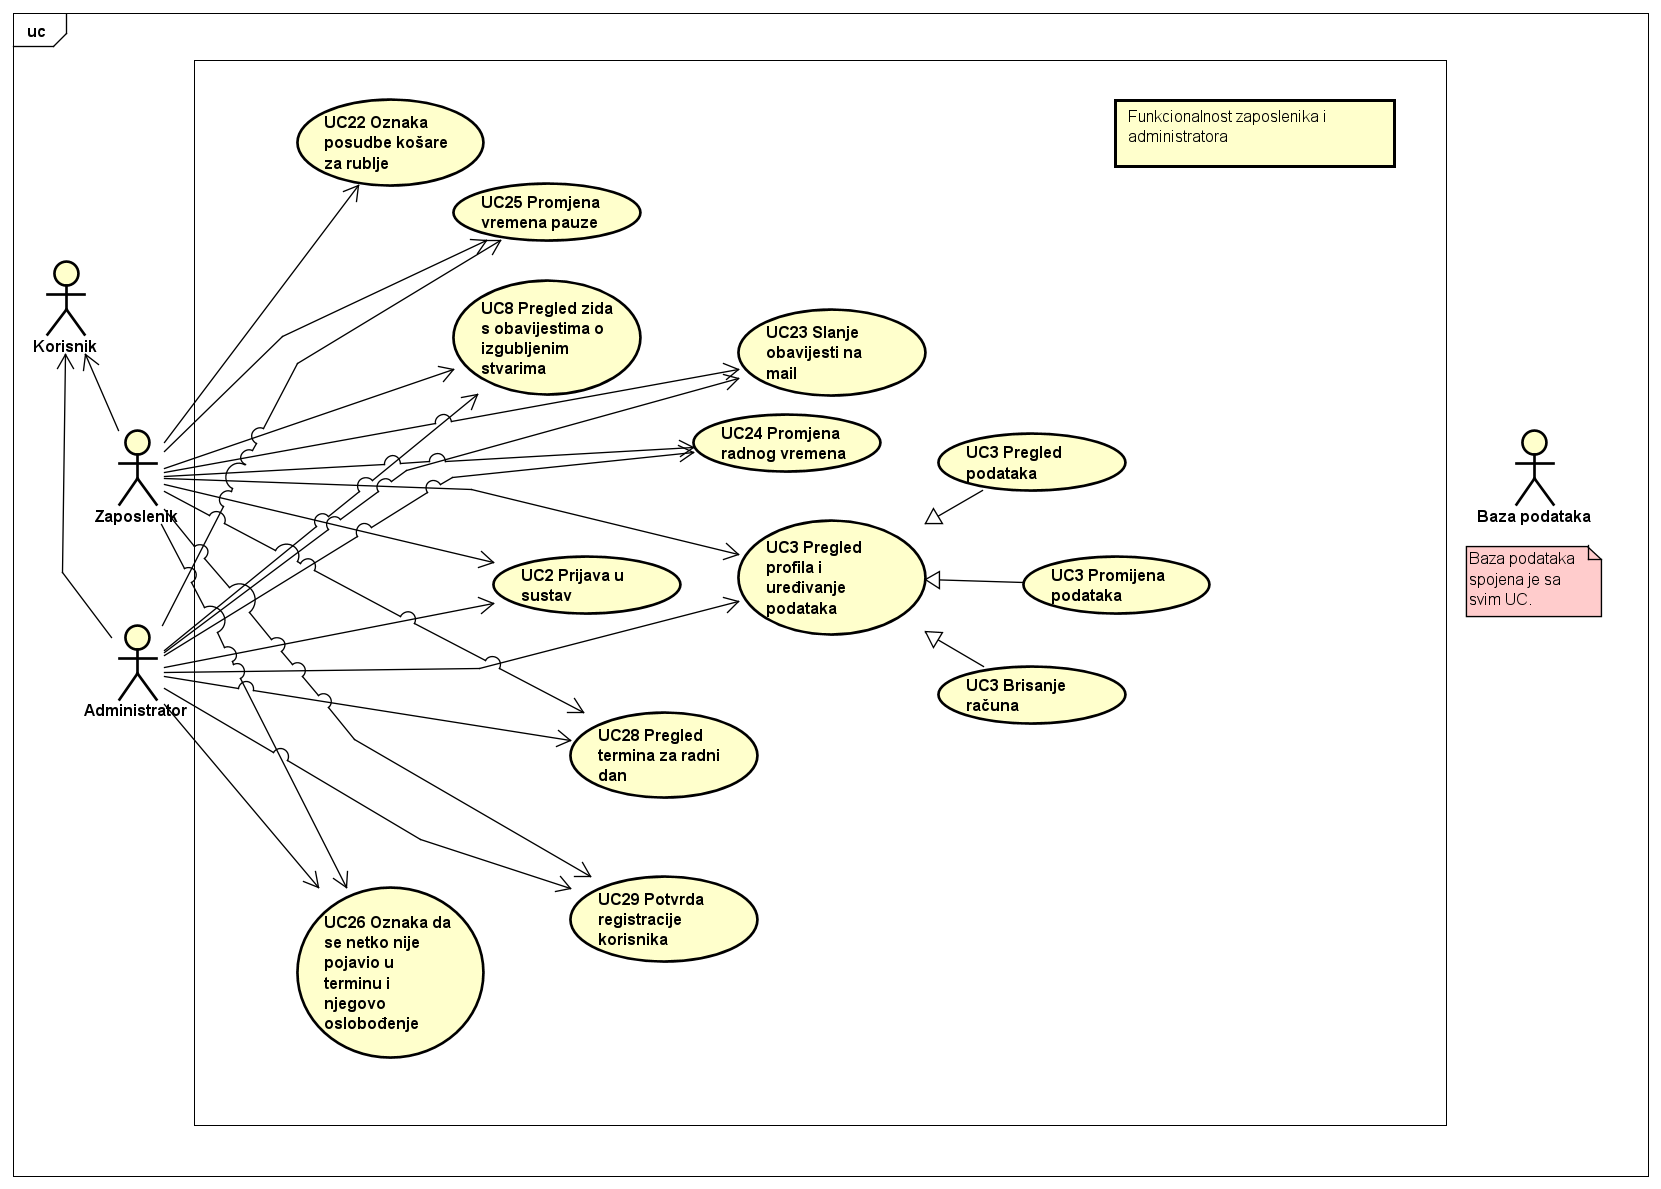 uc
UC22 Oznaka
posudbe košare
za rublje
Funkcionalnost zaposlenika i
administratora
UC25 Promjena
vremena pauze
Korisnik
UC8 Pregled zida
s obavijestima o
izgubljenim
stvarima
UC23 Slanje
obavijesti na
mail
UC24 Promjena
radnog vremena
UC3 Pregled
podataka
Zaposlenik
Baza podataka
UC3 Pregled
profila i
uređivanje
podataka
Baza podataka
spojena je sa
svim UC.
UC2 Prijava u
sustav
UC3 Promijena
podataka
UC3 Brisanje
računa
Administrator
UC28 Pregled
termina za radni
dan
UC29 Potvrda
registracije
korisnika
UC26 Oznaka da
se netko nije
pojavio u
terminu i
njegovo
oslobođenje